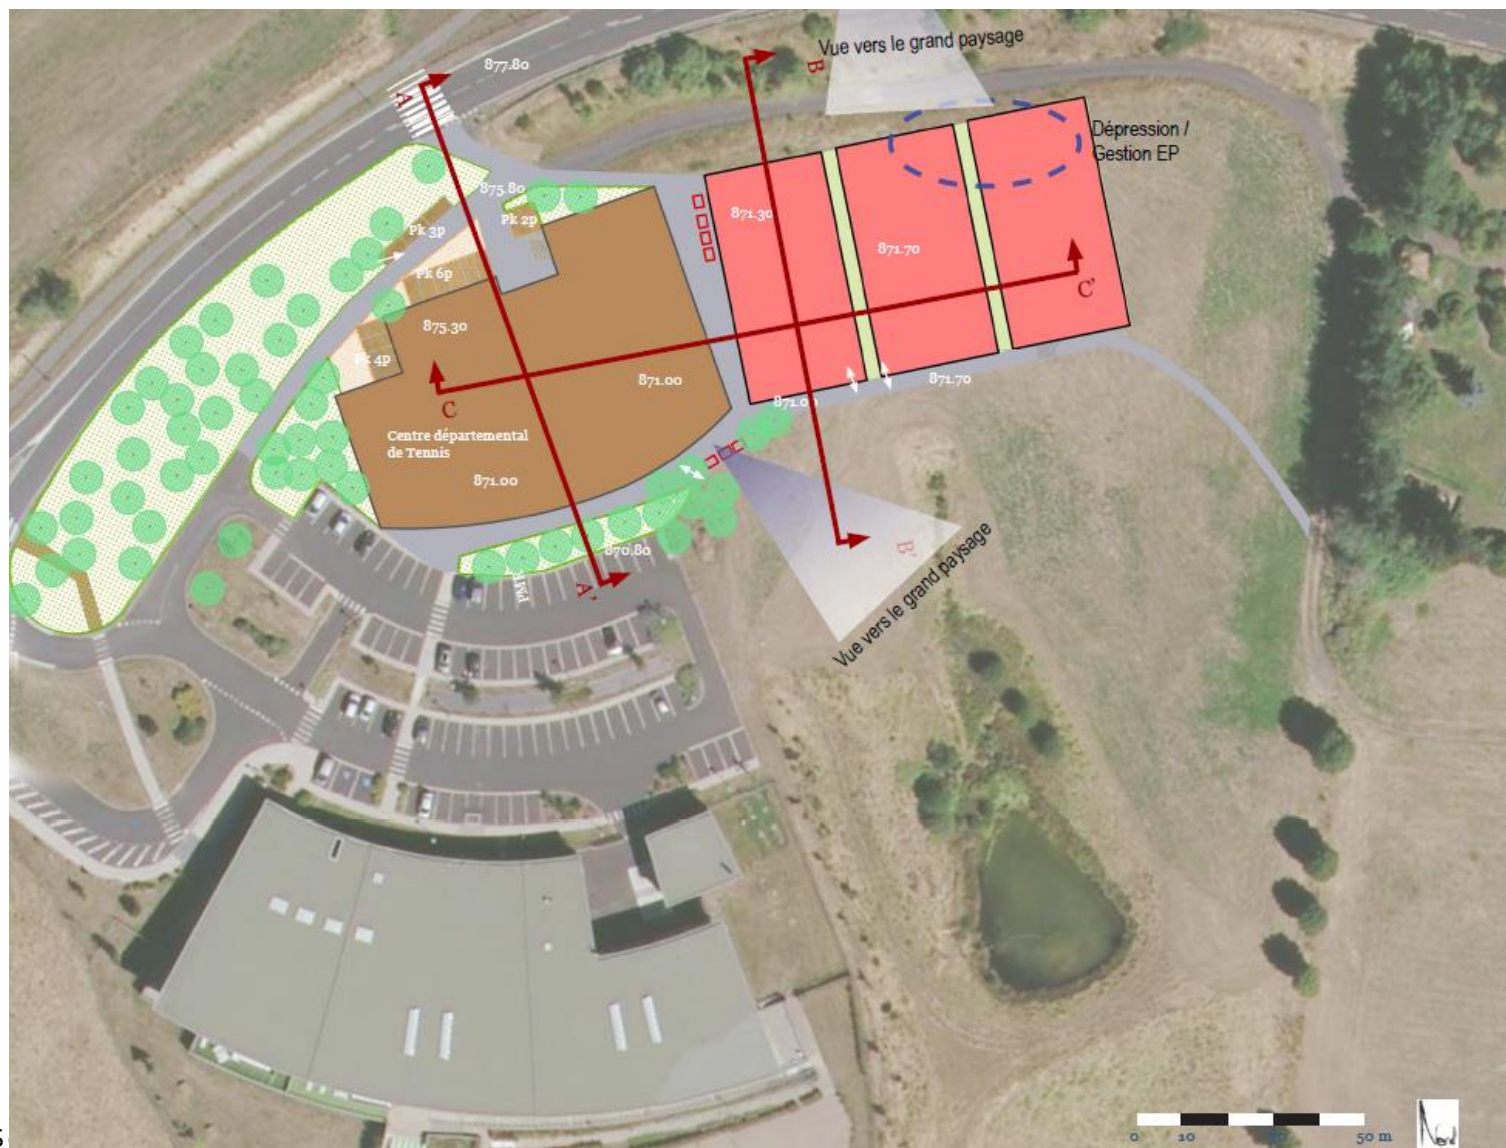 Vue vers le grand paysage
877.80
A
B
Dépression /
Gestion EP
875.80
Pk 3p
Pk 2p
871.30
871.70
Pk 6p
C'
875.30
Pk 4p
871.00
871.70
C
Centre départemental
de Tennis
871.00
870.80
B'
Vue vers le grand paysage
PMR
A'
0
10
50 m